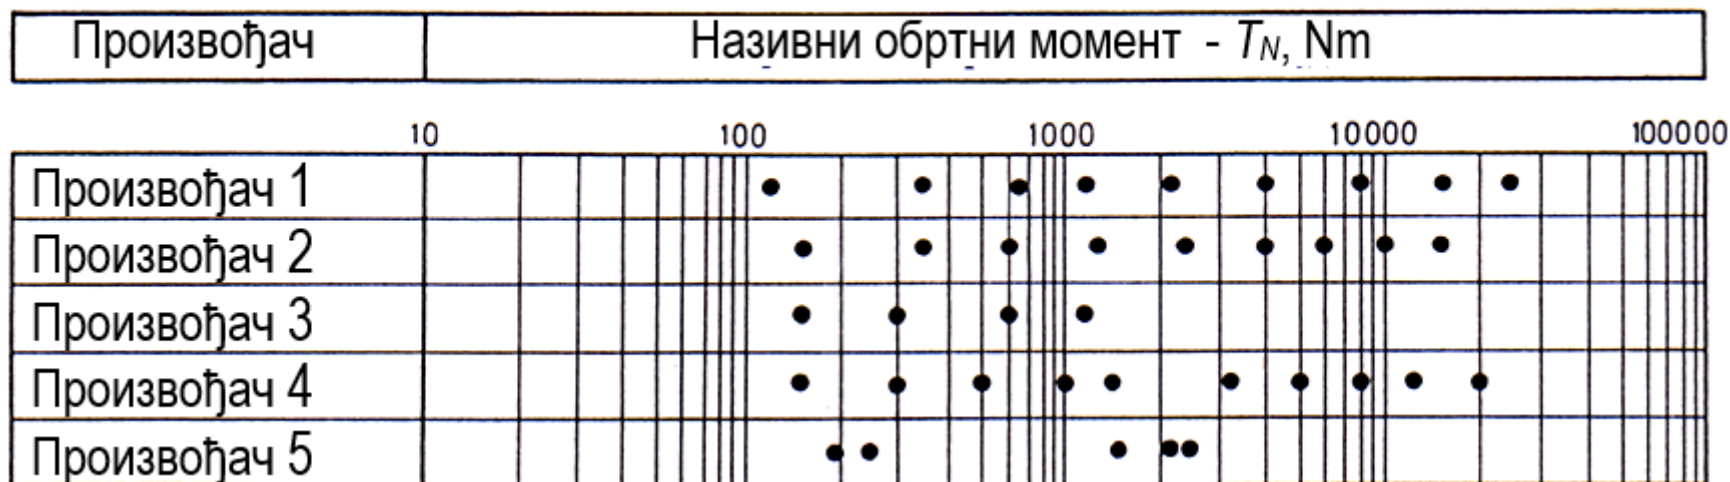 Произвођач Називни обртни момент - TN, Nm
10 100 1000 10000 100000
Произвођач 1
Произвођач 2
Произвођач 3
Произвођач 4
Произвођач 5